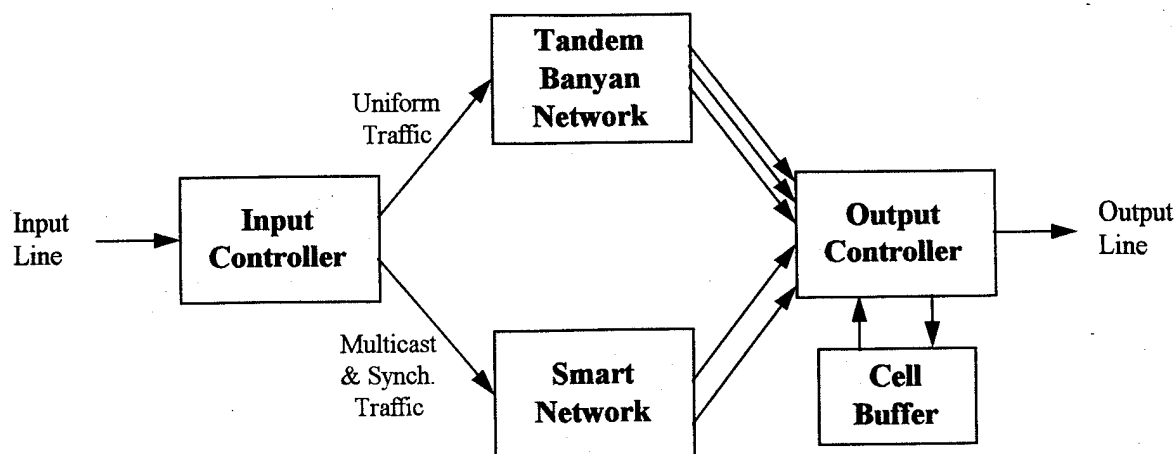 Tandem
Banyan
Network
Uniform
Traffic
Input
Line
Input
Controller
Output
Controller
Output
Line
Multicast
& Synch.
Traffic
Smart
Network
Cell
Buffer